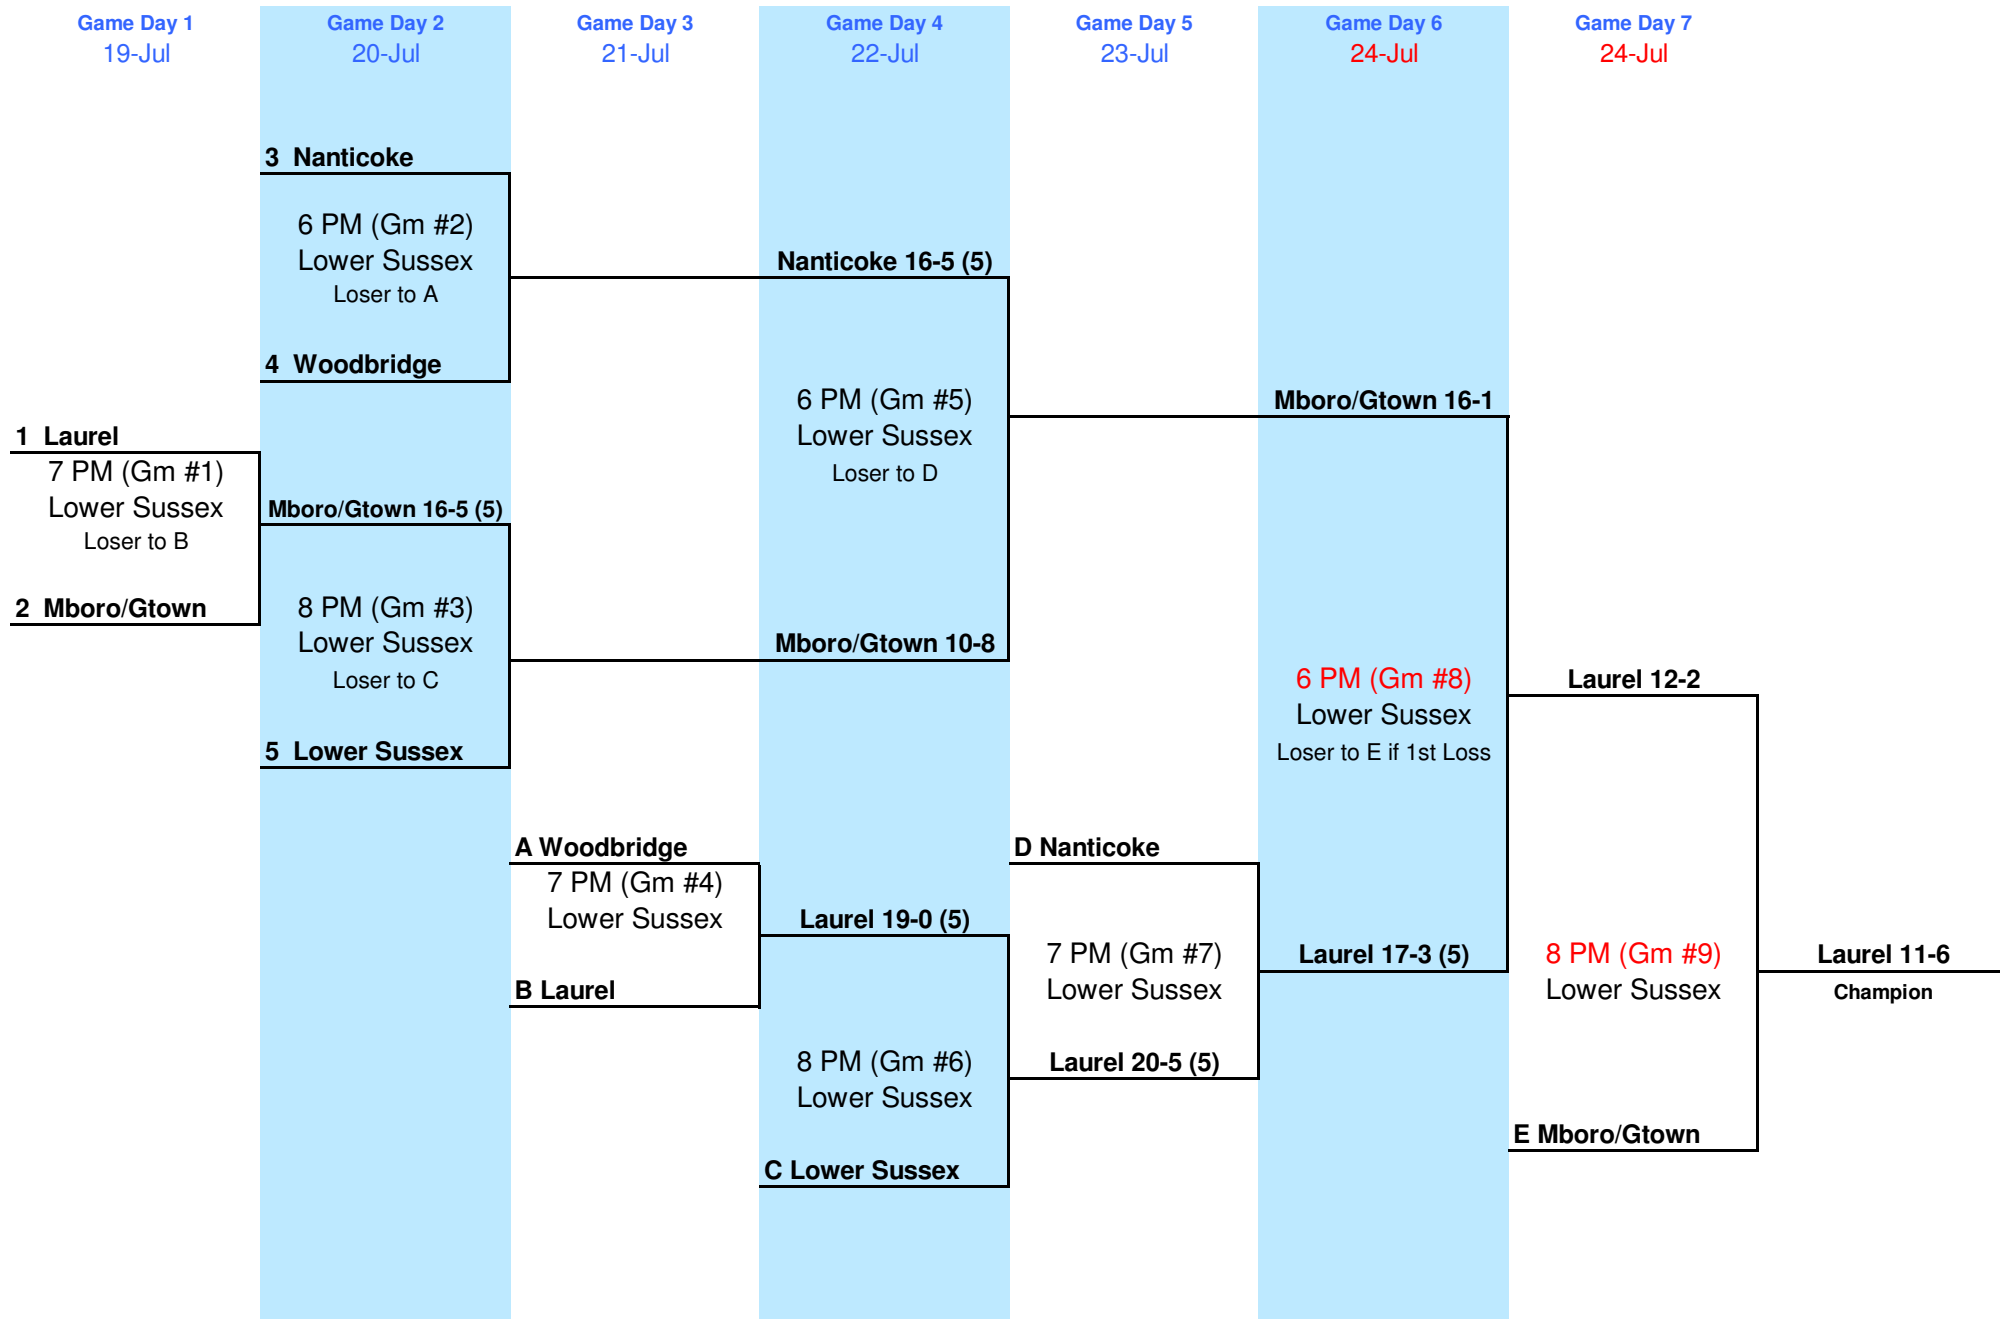 Game Day 1
19-Jul
Game Day 2
20-Jul
Game Day 3
21-Jul
Game Day 4
22-Jul
Game Day 5
23-Jul
Game Day 6
24-Jul
Game Day 7
24-Jul
1 Laurel
7 PM (Gm #1)
Lower Sussex
Loser to B
2 Mboro/Gtown
3 Nanticoke
6 PM (Gm #2)
Lower Sussex
Loser to A
4 Woodbridge
Mboro/Gtown 16-5 (5)
8 PM (Gm #3)
Lower Sussex
Loser to C
5 Lower Sussex
A Woodbridge
7 PM (Gm #4)
Lower Sussex
B Laurel
Nanticoke 16-5 (5)
6 PM (Gm #5)
Lower Sussex
Loser to D
Mboro/Gtown 10-8
Laurel 19-0 (5)
8 PM (Gm #6)
Lower Sussex
C Lower Sussex
D Nanticoke
7 PM (Gm #7)
Lower Sussex
Laurel 20-5 (5)
Mboro/Gtown 16-1
6 PM (Gm #8)
Lower Sussex
Loser to E if 1st Loss
Laurel 17-3 (5)
Laurel 12-2
8 PM (Gm #9)
Lower Sussex
E Mboro/Gtown
Laurel 11-6
Champion